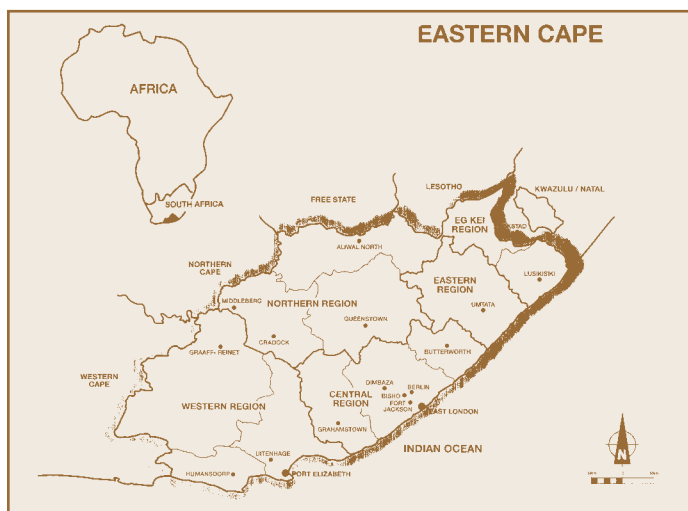 EASTERN CAPE
AFRICA
SOUTH AFRICA
LESOTHO
KWAZULU / NATAL
FREE STATE
EG KEI
REGION
KSTAD
ALIWAL NORTH
NORTHERN
CAPE
LUSIKISKI
EASTERN
REGION
MIDDLEBERG
NORTHERN REGION
UMTATA
QUEENSTOWN
CRADOCK
GRAAFF- REINET
BUTTERWORTH
WESTERN
CAPE
DIMBAZA
BERLIN
BISHO
CENTRAL
REGION
FORT
JACKSON
WESTERN REGION
EAST LONDON
GRAHAMSTOWN
INDIAN OCEAN
UITENHAGE
HUMANSDORP
PORT ELIZABETH
N